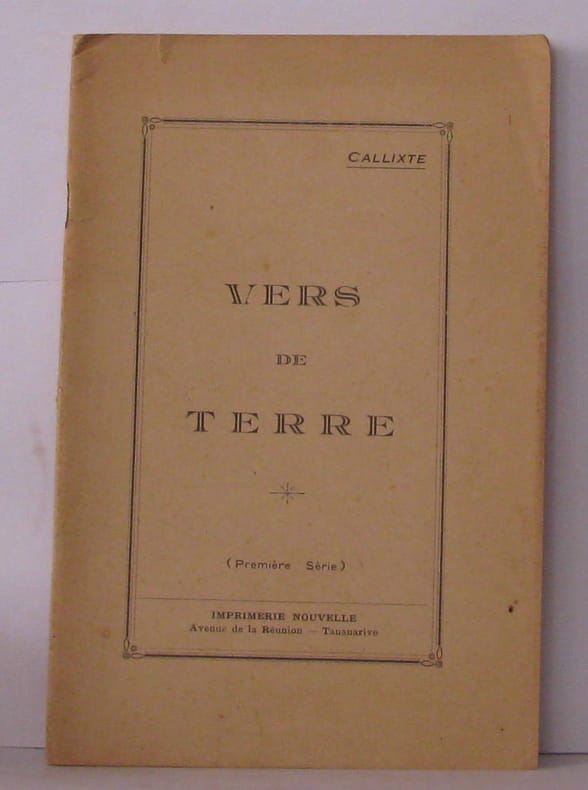 CALLIXTE
VERS
DE
TERRE
(Première Série)
IMPRIMERIE NOUVELLE
Avenue de la Réunion — Tananarive